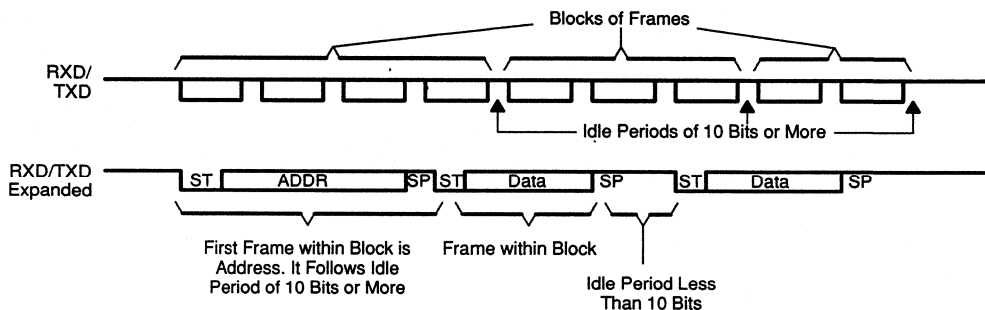 Blocks of Frames
RXD/
TXD
Idle Periods of 10 Bits or More
RXD/TXD
Expanded
ST ADDR SP ST Data SP ST Data SP
First Frame within Block is
Address. It Follows Idle
Period of 10 Bits or More
Frame within Block
Idle Period Less
Than 10 Bits